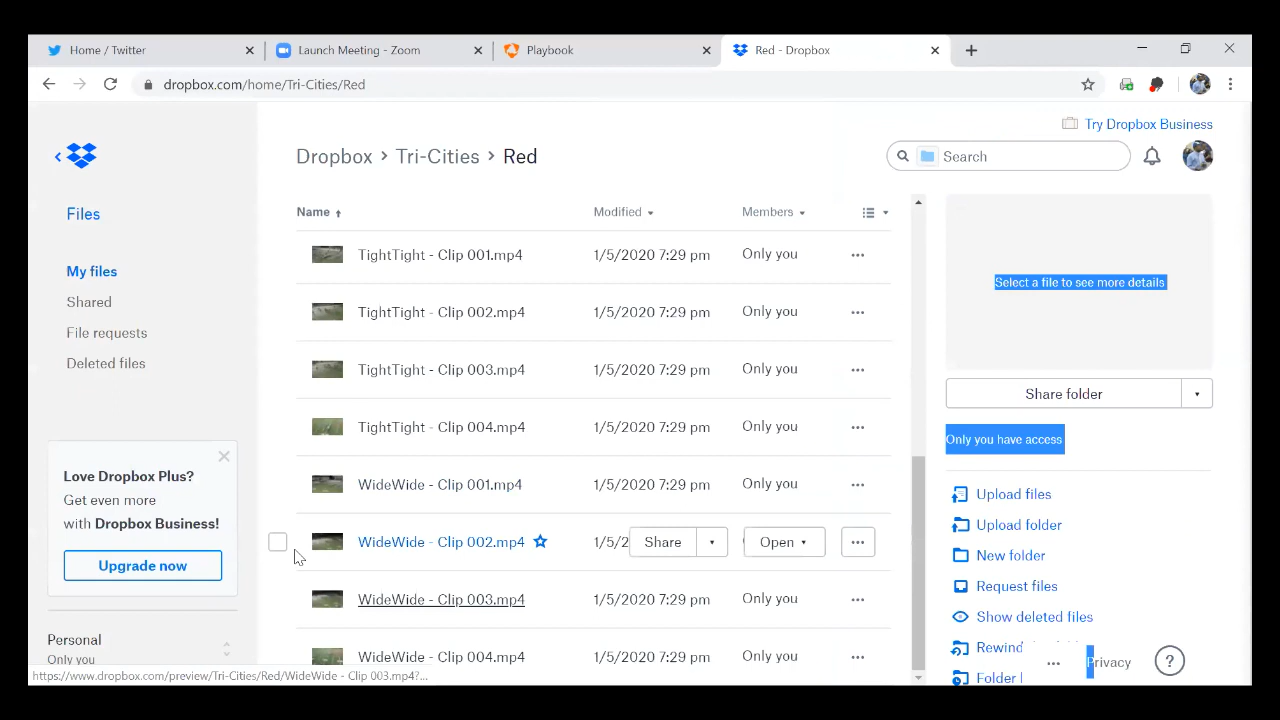 Home / Twitter
Launch Meeting - Zoom
Playbook
Red - Dropbox
dropbox.com/home/Tri-Cities/Red
Try Dropbox Business
Dropbox > Tri-Cities > Red
Search
Files
My files
Shared
File requests
Deleted files
Love Dropbox Plus?
Get even more
with Dropbox Business!
Upgrade now
Personal
Only you
Name Modified Members
TightTight - Clip 001.mp4 1/5/2020 7:29 pm Only you
TightTight - Clip 002.mp4 1/5/2020 7:29 pm Only you
TightTight - Clip 003.mp4 1/5/2020 7:29 pm Only you
TightTight - Clip 004.mp4 1/5/2020 7:29 pm Only you
WideWide - Clip 001.mp4 1/5/2020 7:29 pm Only you
WideWide - Clip 002.mp4 1/5/2 Share Open
WideWide - Clip 003.mp4 1/5/2020 7:29 pm Only you
WideWide - Clip 004.mp4 1/5/2020 7:29 pm Only you
Select a file to see more details
Share folder
Only you have access
Upload files
Upload folder
New folder
Request files
Show deleted files
Rewind
Folder
Privacy
?
https://www.dropbox.com/preview/Tri-Cities/Red/WideWide - Clip 003.mp4?...